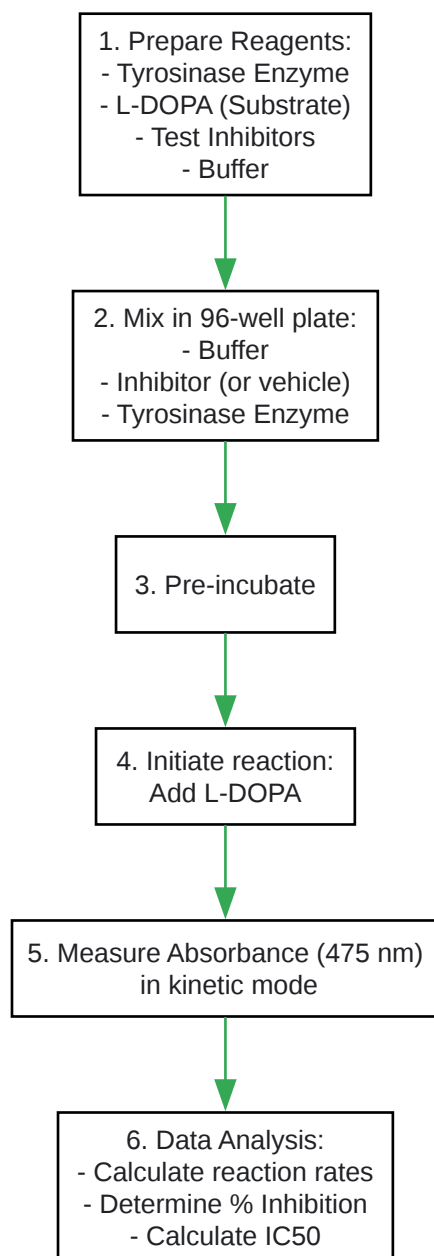 1. Prepare Reagents:
- Tyrosinase Enzyme
- L-DOPA (Substrate)
- Test Inhibitors
- Buffer
2. Mix in 96-well plate:
- Buffer
- Inhibitor (or vehicle)
- Tyrosinase Enzyme
3. Pre-incubate
4. Initiate reaction:
Add L-DOPA
5. Measure Absorbance (475 nm)
in kinetic mode
6. Data Analysis:
- Calculate reaction rates
- Determine % Inhibition
- Calculate IC50